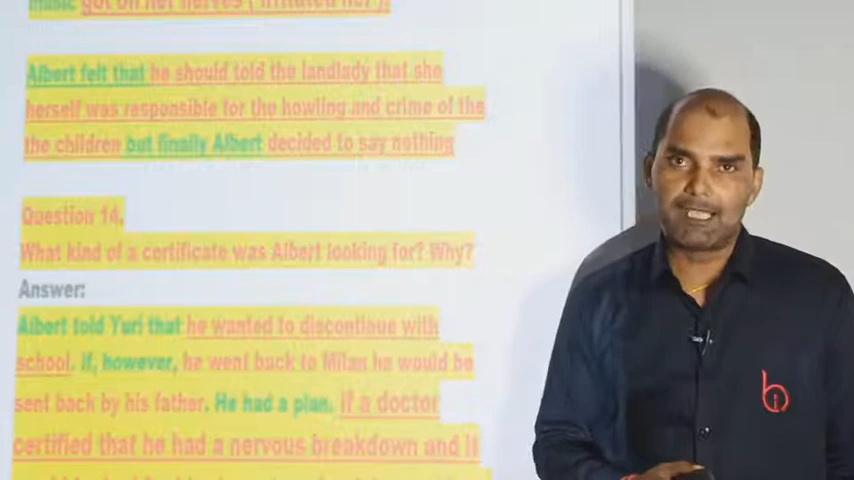 music got on her nerves ( irritated her ).
Albert felt that he should told the landlady that she
herself was responsible for the howling and crime of the
the children but finally Albert decided to say nothing
Question 14.
What kind of a certificate was Albert looking for? Why?
Answer:
Albert told Yuri that he wanted to discontinue with
school. If, however, he went back to Milan he would be
sent back by his father. He had a plan. If a doctor
certified that he had a nervous breakdown and it
bi